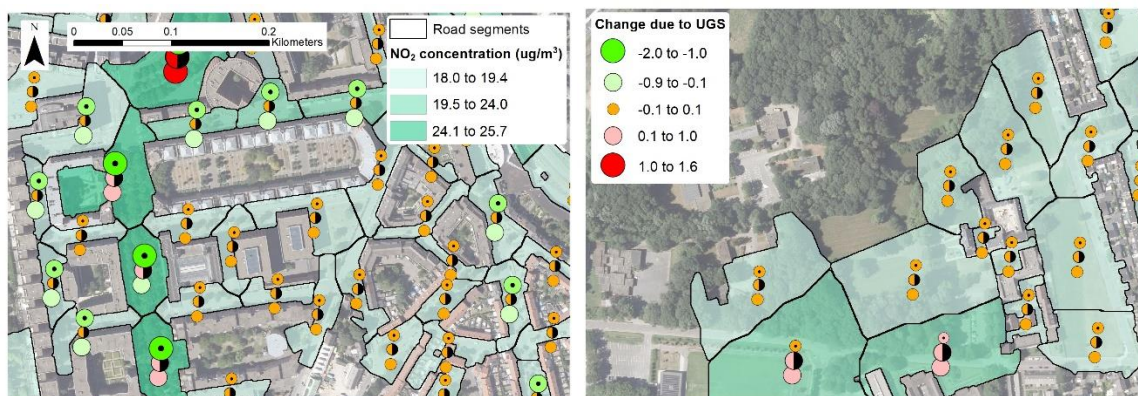 N
0 0.05 0.1 0.2
Kilometers
Road segments
NO₂ concentration (ug/m³)
18.0 to 19.4
19.5 to 24.0
24.1 to 25.7
Change due to UGS
-2.0 to -1.0
-0.9 to -0.1
-0.1 to 0.1
0.1 to 1.0
1.0 to 1.6